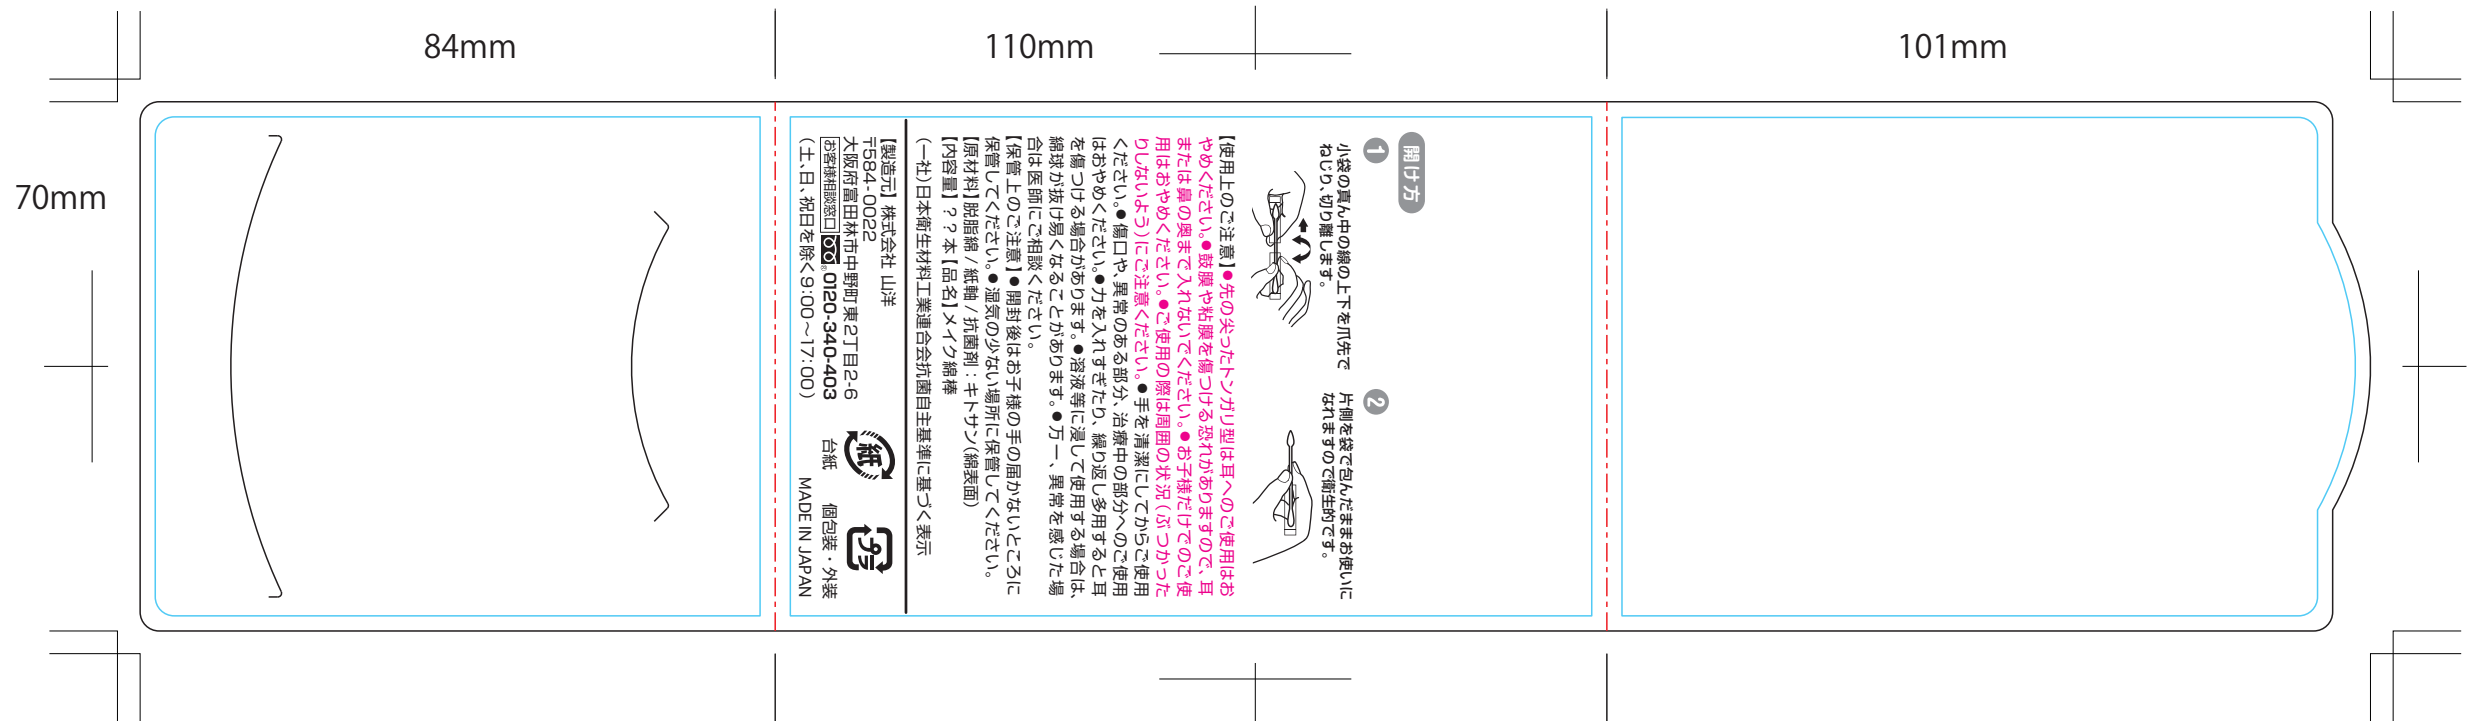 84mm
110mm
101mm
70mm
開け方
1
小袋の真ん中の線の上下を爪先で
ねじり、切り離します。
2
片側を袋で包んだままお使いに
なれますので衛生的です。
【使用上のご注意】●先の尖ったトンガリ型は耳へのご使用はお
やめください。●鼓膜や粘膜を傷つける恐れがありますので、耳
または鼻の奥まで入れないでください。●お子様だけでのご使
用はおやめください。●ご使用の際は周囲の状況(ぶつかった
りしないよう)にご注意ください。●手を清潔にしてからご使用
ください。●傷口や、異常のある部分、治療中の部分へのご使用
はおやめください。●力を入れすぎたり、繰り返し多用すると耳
を傷つける場合があります。●溶液等に浸して使用する場合は、
綿球が抜け易くなることがあります。●万一、異常を感じた場
合は医師にご相談ください。
【保管上のご注意】●開封後はお子様の手の届かないところに
保管してください。●湿気の少ない場所に保管してください。
【原材料】脱脂綿/紙軸/抗菌剤:キトサン(綿表面)
【内容量】??本【品名】メイク綿棒
(一社)日本衛生材料工業連合会抗菌自主基準に基づく表示
【製造元】株式会社 山洋
〒584-0022
大阪府富田林市中野町東2丁目2-6
お客様相談窓口 0120-340-403
(土、日、祝日を除く9:00~17:00)
紙
台紙
プラ
個包装・外装
MADE IN JAPAN